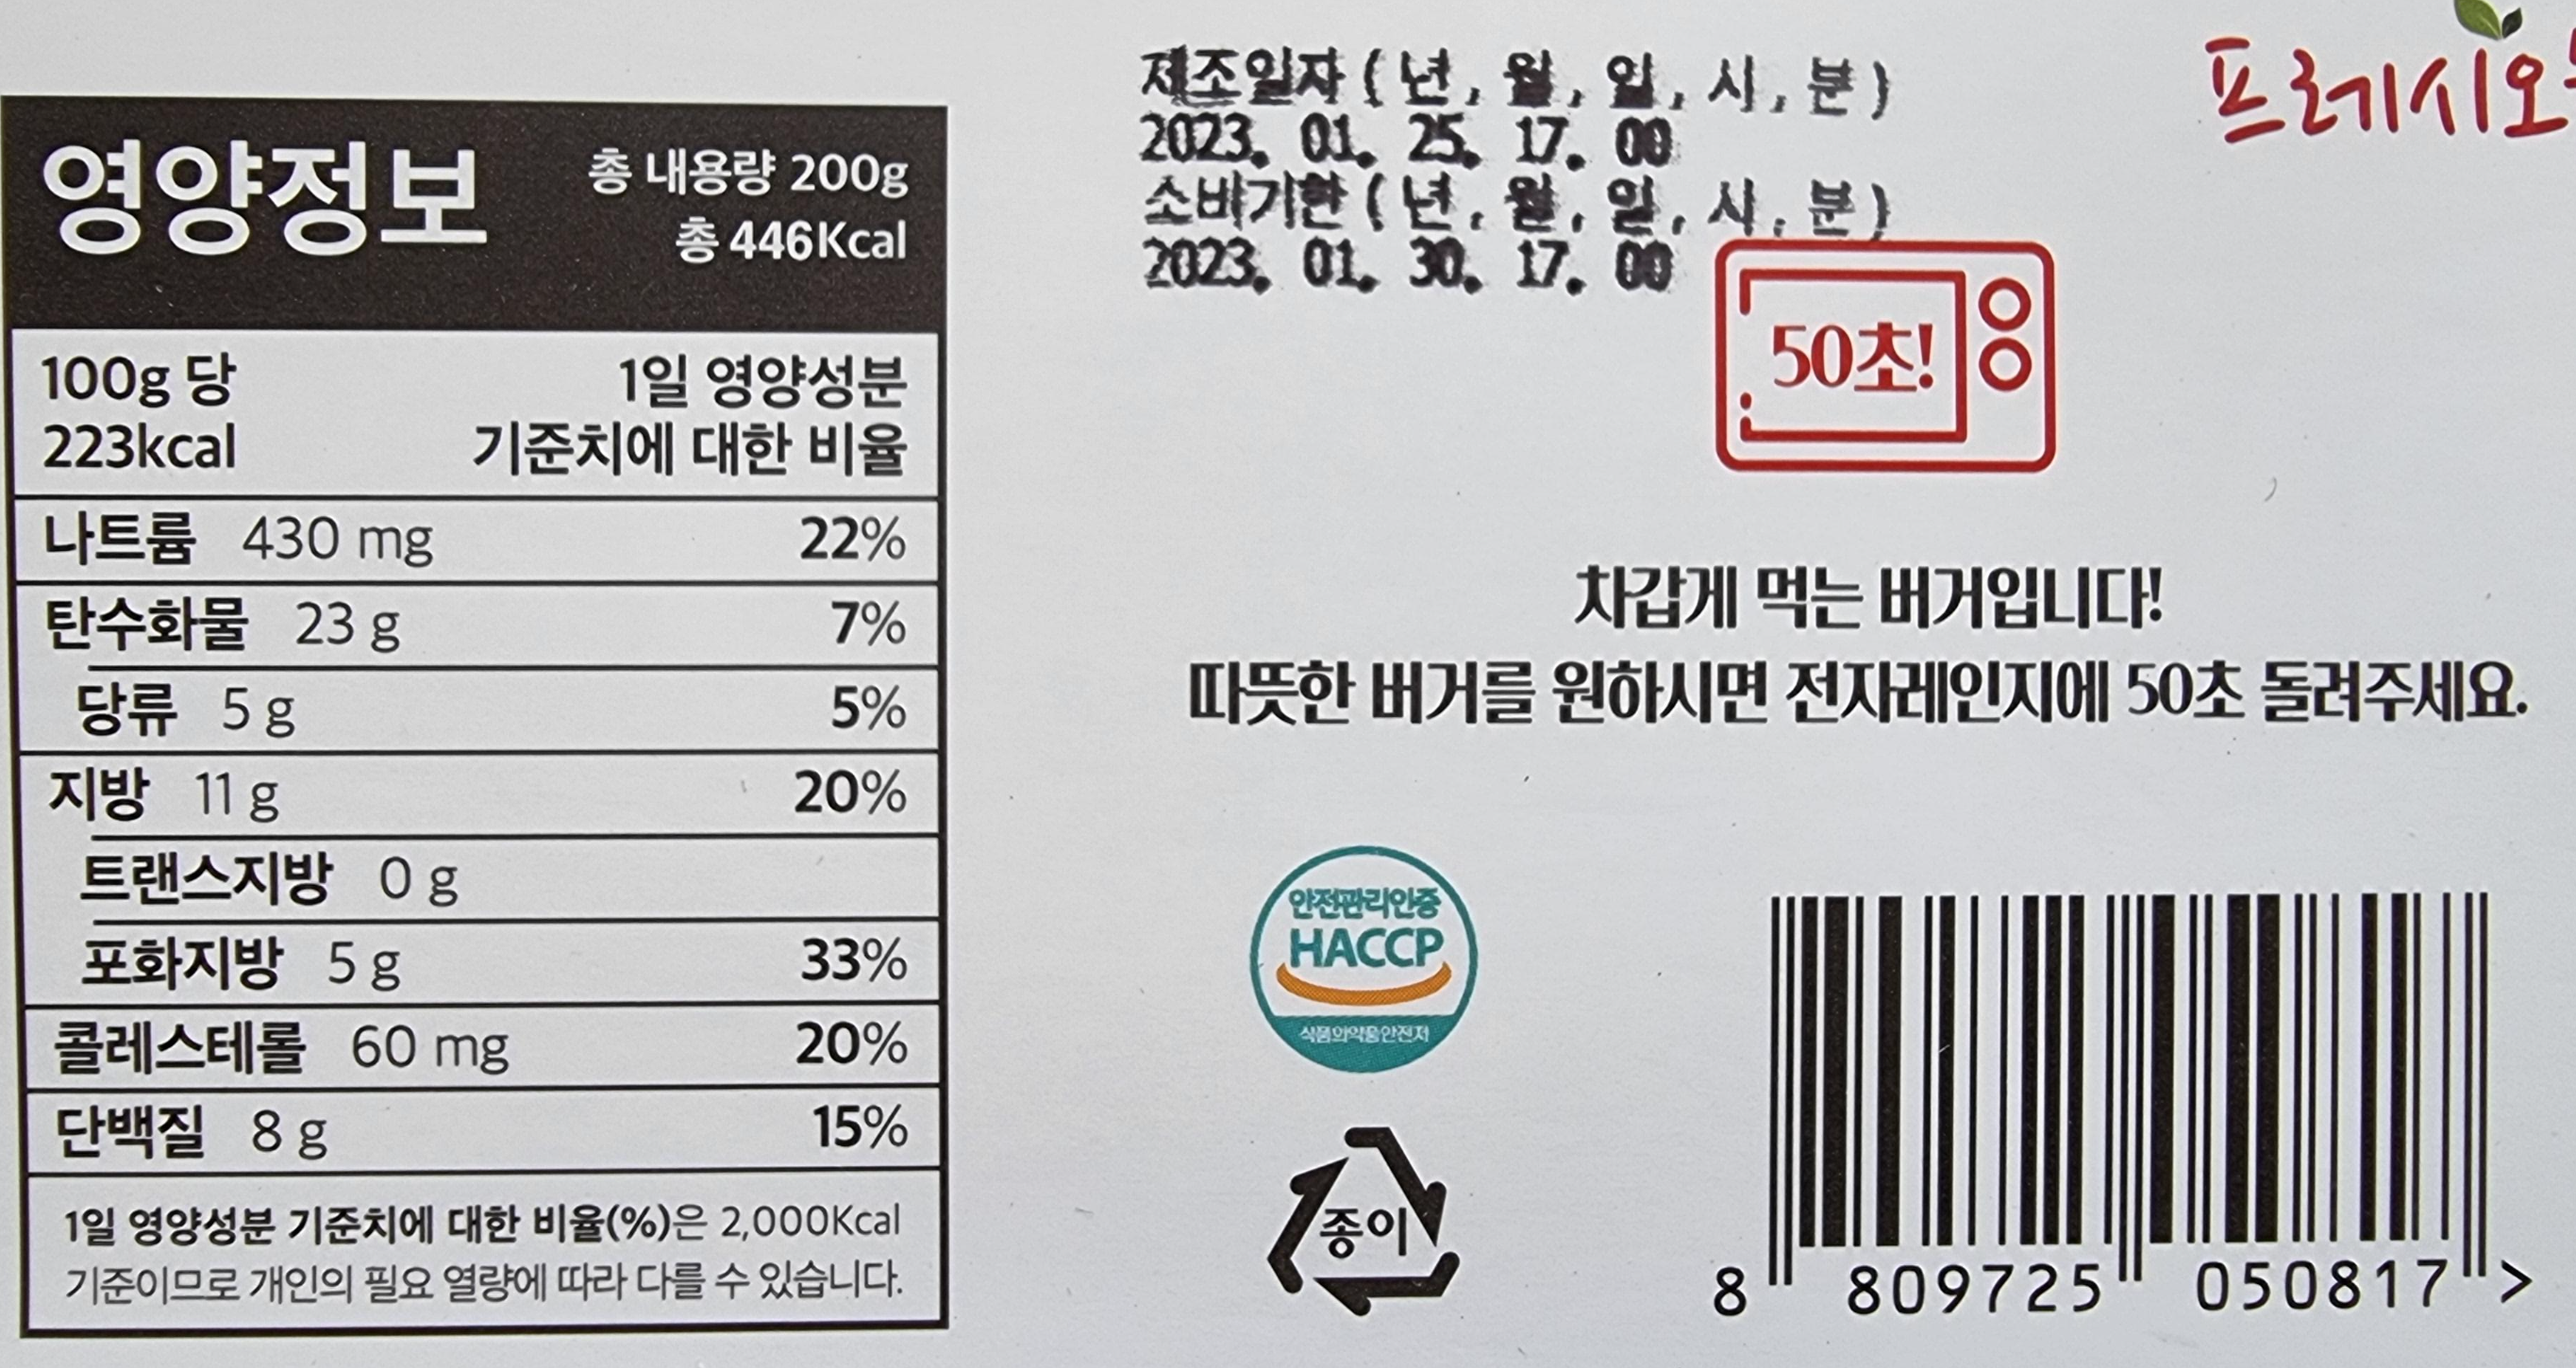 영양정보
총 내용량 200g
총 446Kcal
100g 당
223kcal
1일 영양성분
기준치에 대한 비율
나트륨 430 mg 22%
탄수화물 23 g 7%
당류 5 g 5%
지방 11 g 20%
트랜스지방 0 g
포화지방 5 g 33%
콜레스테롤 60 mg 20%
단백질 8 g 15%
1일 영양성분 기준치에 대한 비율(%)은 2,000Kcal
기준이므로 개인의 필요 열량에 따라 다를 수 있습니다.
제조일자(년,월,일,시,분)
2023. 01. 25. 17. 00
소비기한(년,월,일,시,분)
2023. 01. 30. 17. 00
프레시오
50초!
차갑게 먹는 버거입니다!
따뜻한 버거를 원하시면 전자레인지에 50초 돌려주세요.
안전관리인증
HACCP
식품의약품안전처
종이
8 809725 050817 >